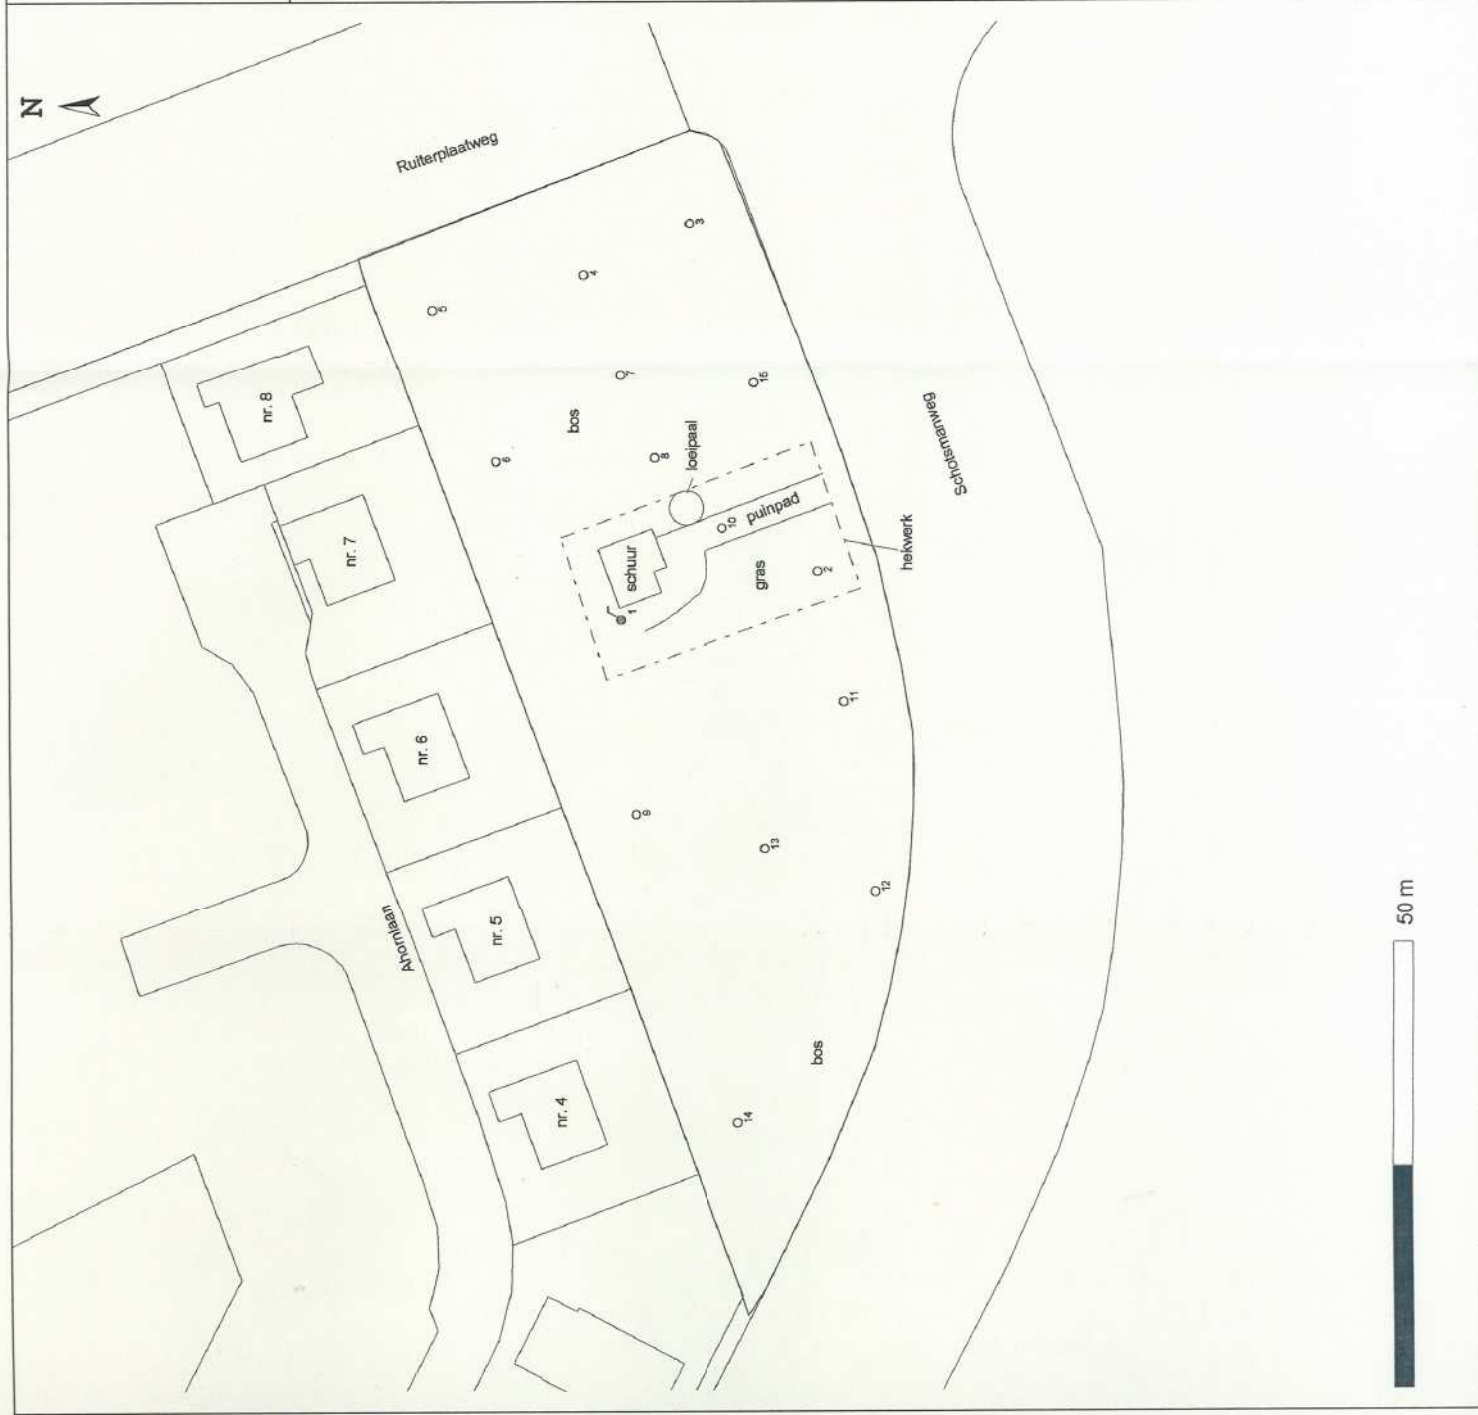 N
Ruiterplaatweg
nr. 8
nr. 7
nr. 6
nr. 5
nr. 4
Ahornlaan
5
4
3
7
15
bos
6
8
loeipaal
10
puinpad
schuur
1
gras
2
hekwerk
Schotsmanweg
11
9
13
12
bos
14
50 m